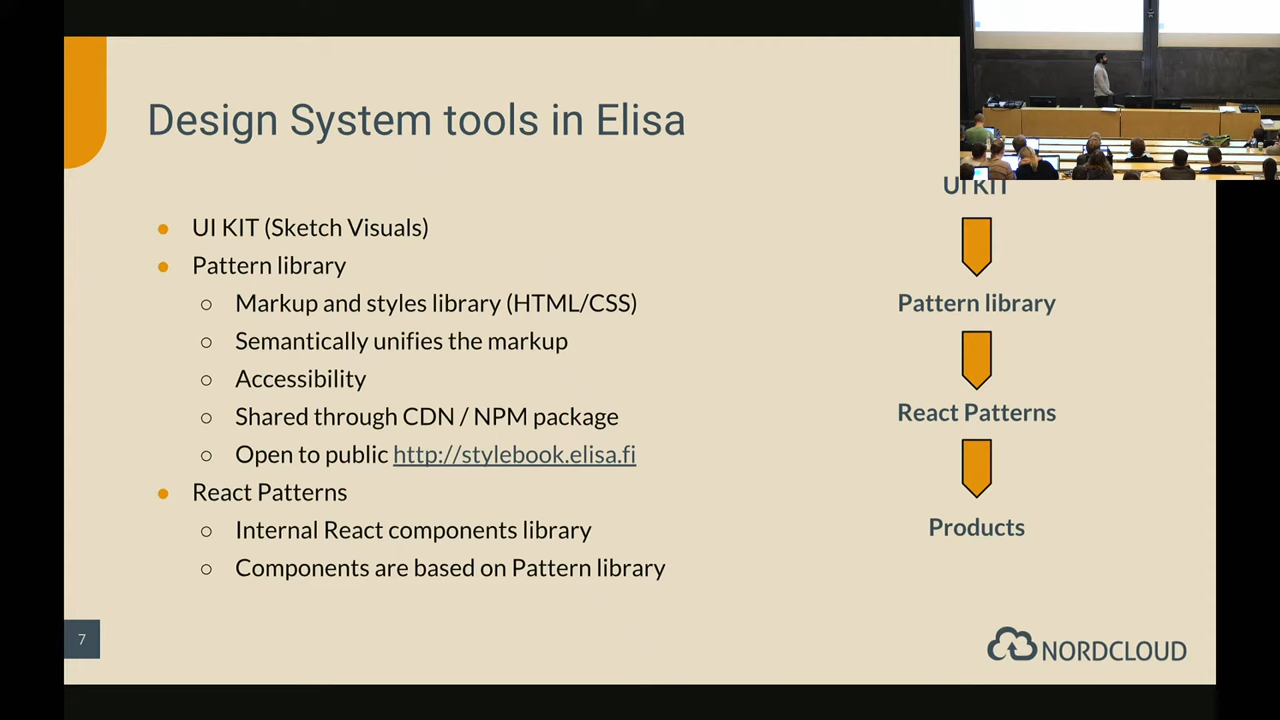 Design System tools in Elisa
UI KIT (Sketch Visuals)
Pattern library
Markup and styles library (HTML/CSS)
Semantically unifies the markup
Accessibility
Shared through CDN / NPM package
Open to public http://stylebook.elisa.fi
React Patterns
Internal React components library
Components are based on Pattern library
UI KIT
Pattern library
React Patterns
Products
7
NORDCLOUD